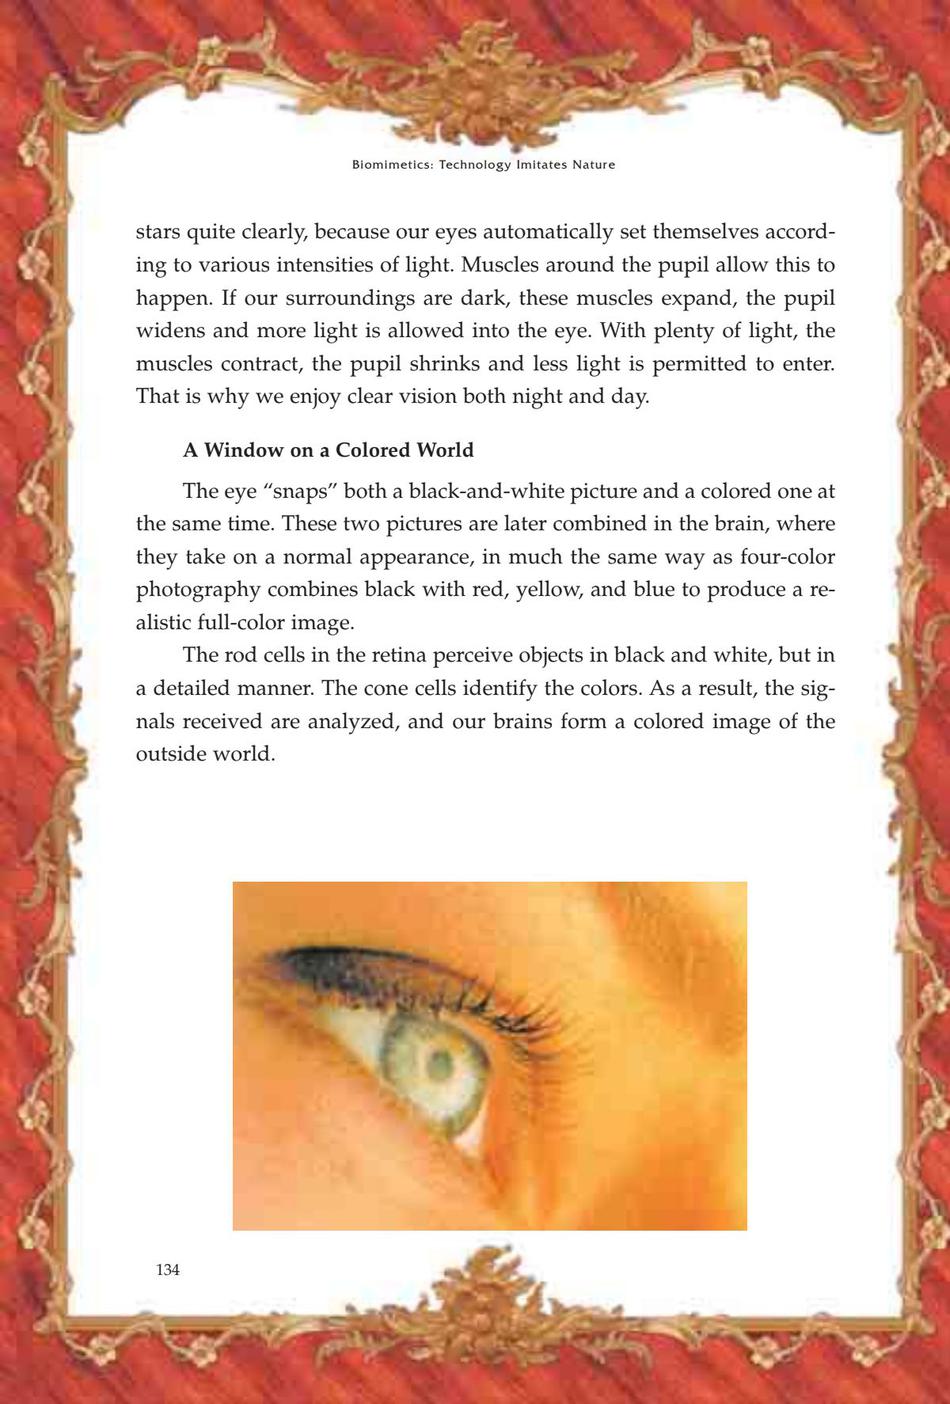 Biomimetics: Technology Imitates Nature
stars quite clearly, because our eyes automatically set themselves accord-
ing to various intensities of light. Muscles around the pupil allow this to
happen. If our surroundings are dark, these muscles expand, the pupil
widens and more light is allowed into the eye. With plenty of light, the
muscles contract, the pupil shrinks and less light is permitted to enter.
That is why we enjoy clear vision both night and day.
A Window on a Colored World
The eye “snaps” both a black-and-white picture and a colored one at
the same time. These two pictures are later combined in the brain, where
they take on a normal appearance, in much the same way as four-color
photography combines black with red, yellow, and blue to produce a re-
alistic full-color image.
The rod cells in the retina perceive objects in black and white, but in
a detailed manner. The cone cells identify the colors. As a result, the sig-
nals received are analyzed, and our brains form a colored image of the
outside world.
134